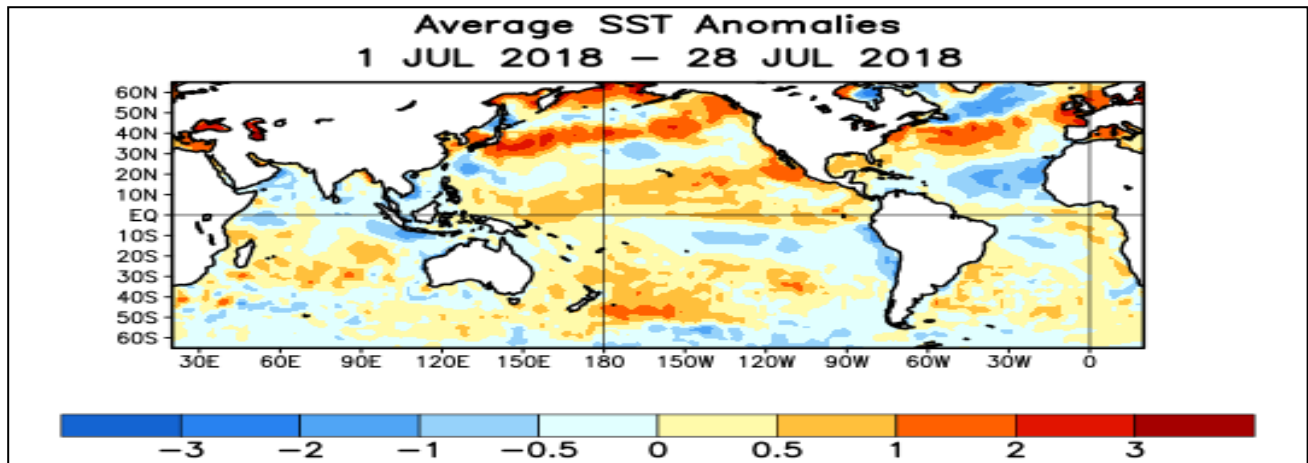 Average SST Anomalies
1 JUL 2018 – 28 JUL 2018
60N
50N
40N
30N
20N
10N
EQ
10S
20S
30S
40S
50S
60S
30E 60E 90E 120E 150E 180 150W 120W 90W 60W 30W 0
−3 −2 −1 −0.5 0 0.5 1 2 3